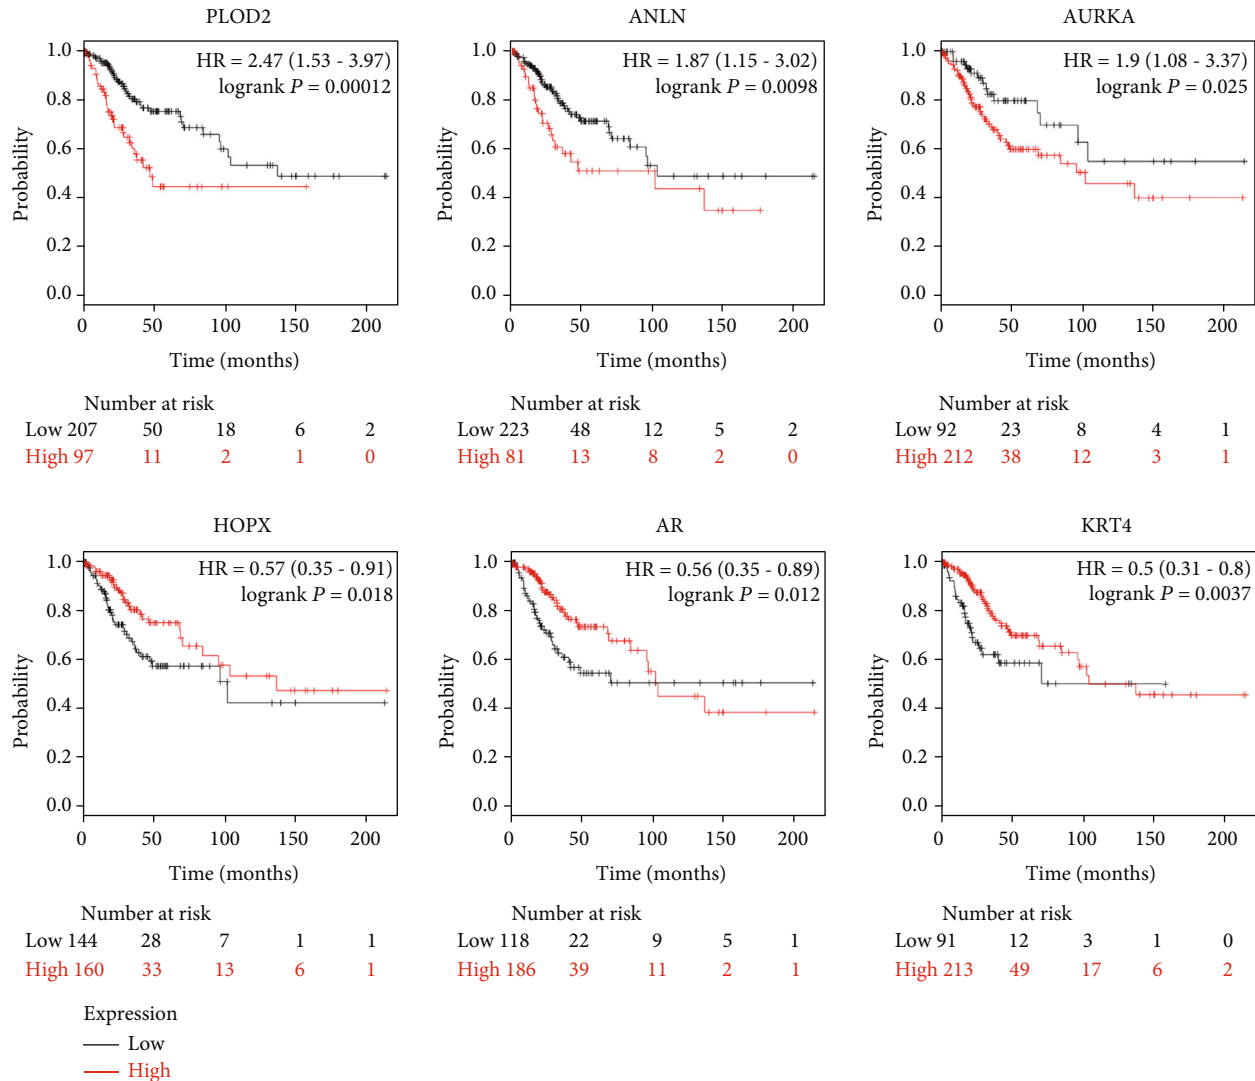 PLOD2
HR = 2.47 (1.53 - 3.97)
logrank P = 0.00012
1.0
0.8
0.6
0.4
0.2
0.0
Probability
0 50 100 150 200
Time (months)
Number at risk
Low 207 50 18 6 2
High 97 11 2 1 0
ANLN
HR = 1.87 (1.15 - 3.02)
logrank P = 0.0098
1.0
0.8
0.6
0.4
0.2
0.0
Probability
0 50 100 150 200
Time (months)
Number at risk
Low 223 48 12 5 2
High 81 13 8 2 0
AURKA
HR = 1.9 (1.08 - 3.37)
logrank P = 0.025
1.0
0.8
0.6
0.4
0.2
0.0
Probability
0 50 100 150 200
Time (months)
Number at risk
Low 92 23 8 4 1
High 212 38 12 3 1
HOPX
HR = 0.57 (0.35 - 0.91)
logrank P = 0.018
1.0
0.8
0.6
0.4
0.2
0.0
Probability
0 50 100 150 200
Time (months)
Number at risk
Low 144 28 7 1 1
High 160 33 13 6 1
AR
HR = 0.56 (0.35 - 0.89)
logrank P = 0.012
1.0
0.8
0.6
0.4
0.2
0.0
Probability
0 50 100 150 200
Time (months)
Number at risk
Low 118 22 9 5 1
High 186 39 11 2 1
KRT4
HR = 0.5 (0.31 - 0.8)
logrank P = 0.0037
1.0
0.8
0.6
0.4
0.2
0.0
Probability
0 50 100 150 200
Time (months)
Number at risk
Low 91 12 3 1 0
High 213 49 17 6 2
Expression
Low
High